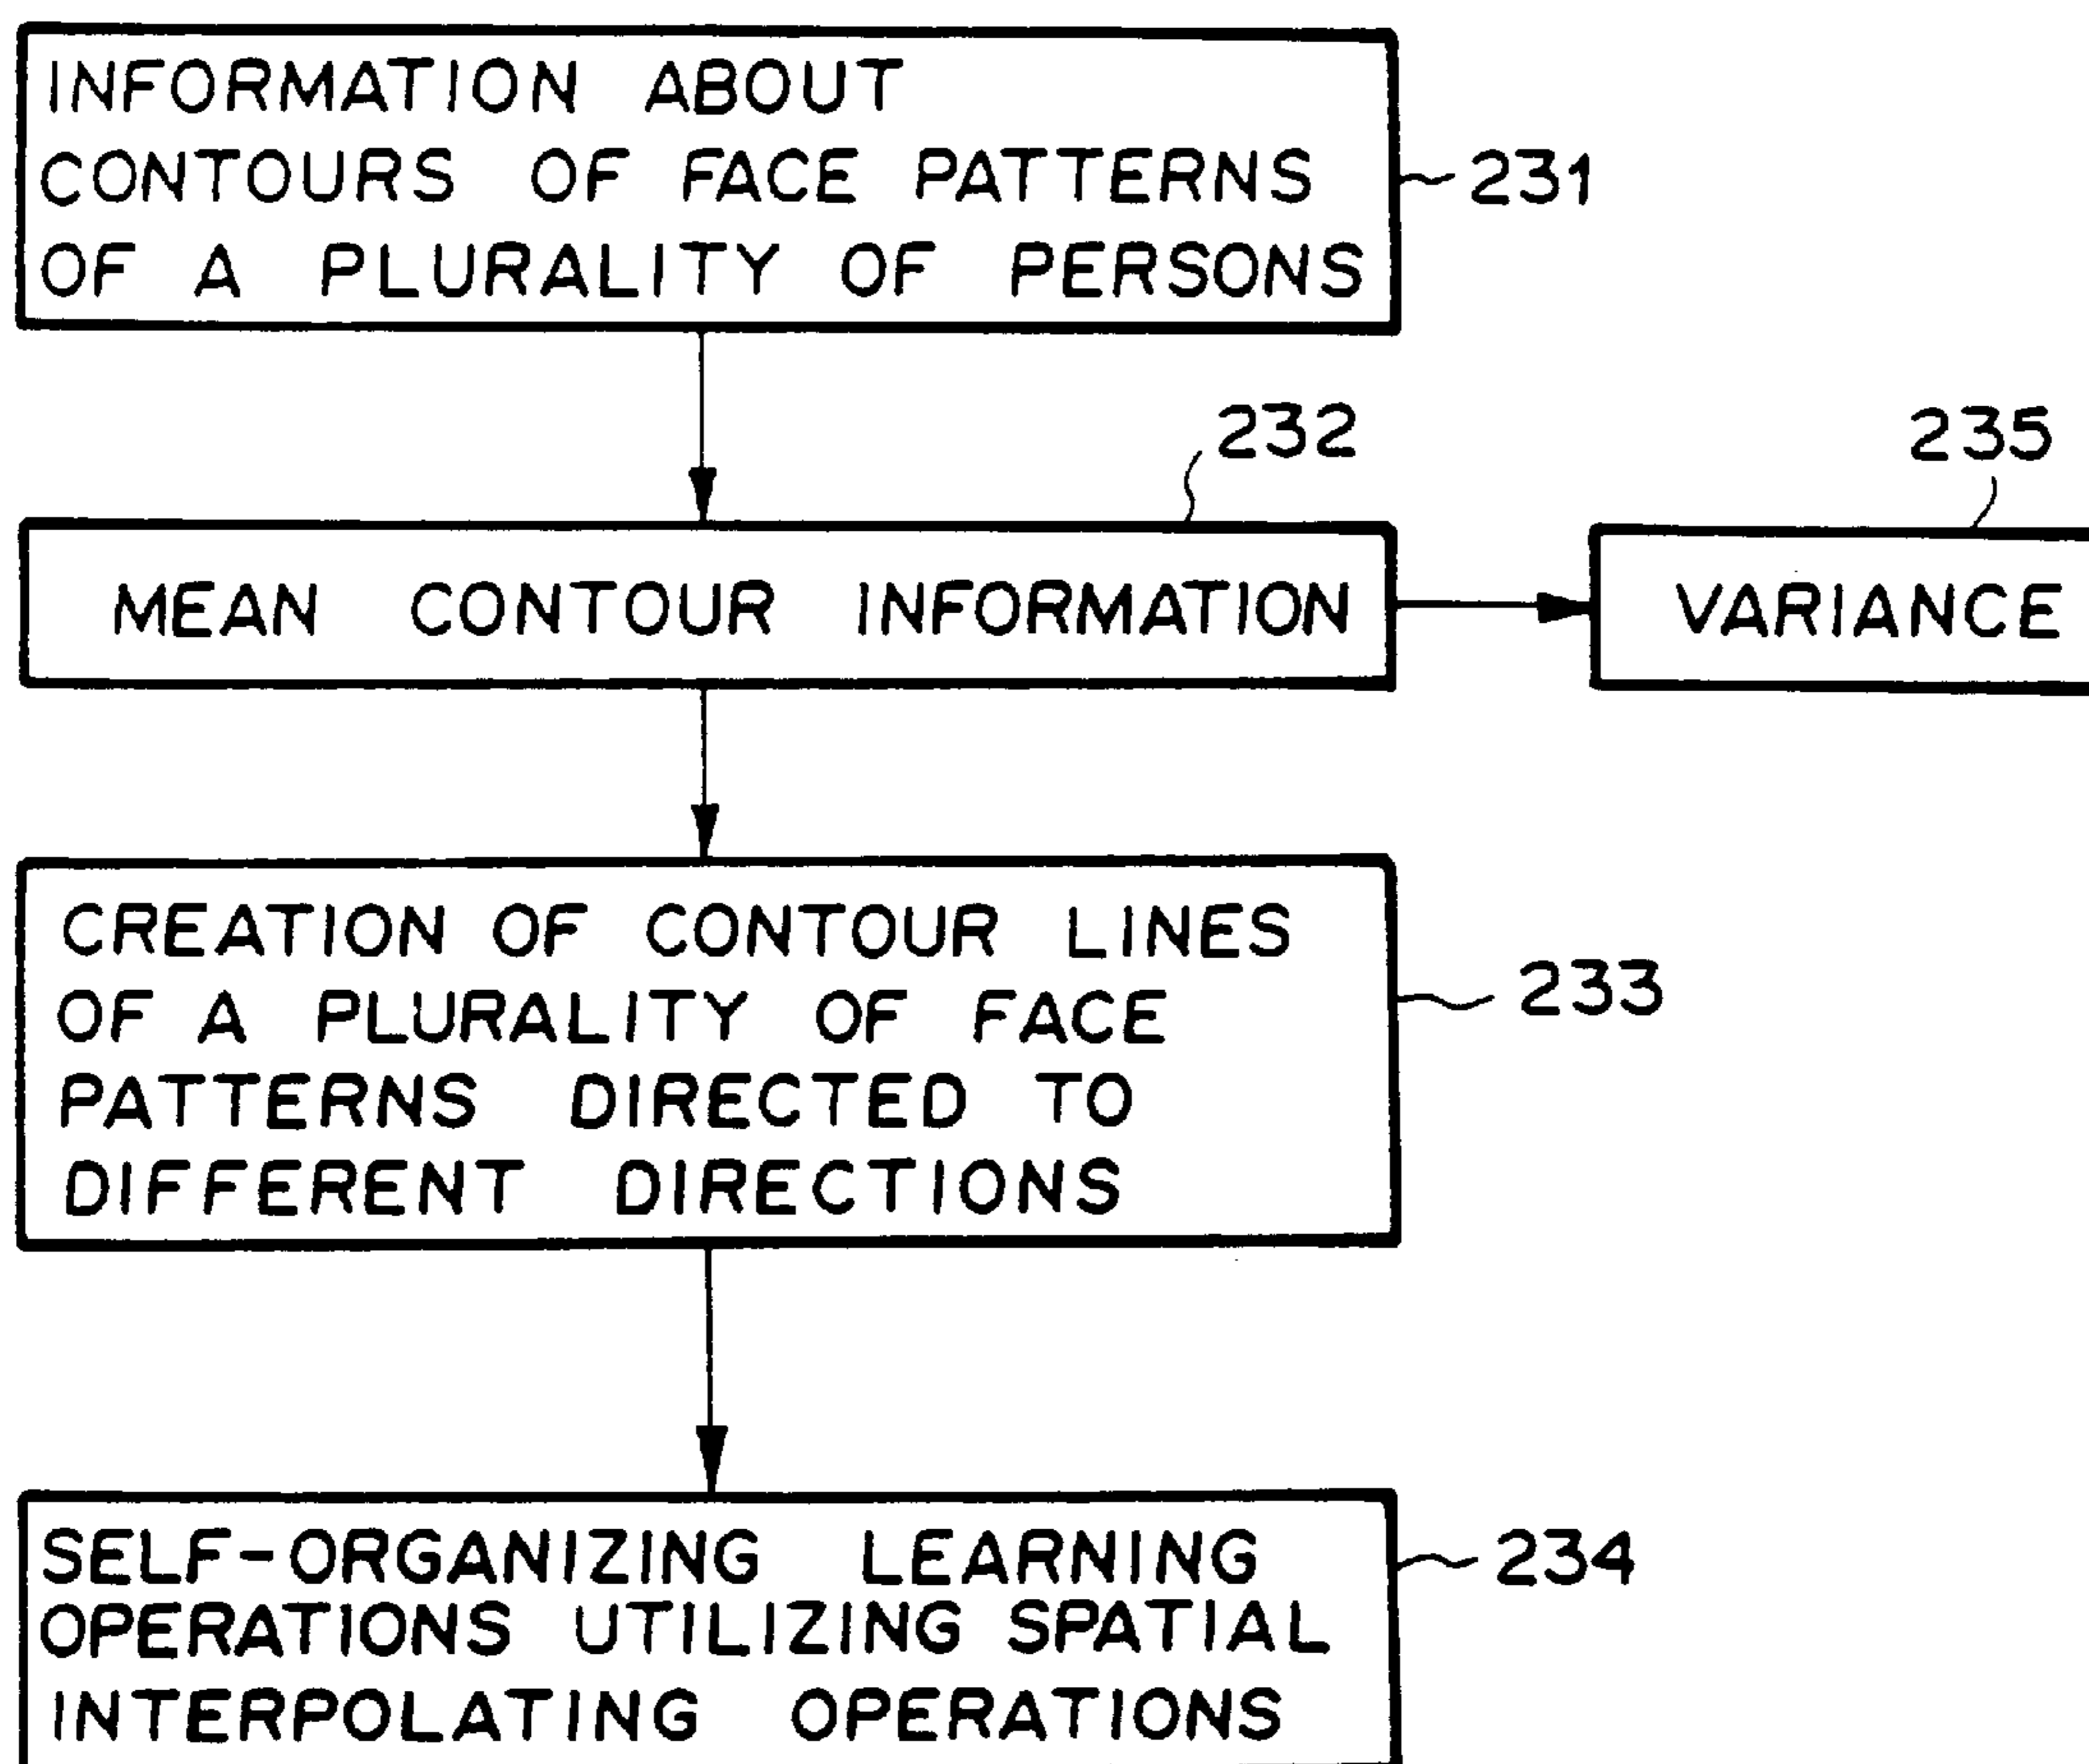 INFORMATION ABOUT
CONTOURS OF FACE PATTERNS
OF A PLURALITY OF PERSONS
231
232
235
MEAN CONTOUR INFORMATION
VARIANCE
CREATION OF CONTOUR LINES
OF A PLURALITY OF FACE
PATTERNS DIRECTED TO
DIFFERENT DIRECTIONS
233
SELF-ORGANIZING LEARNING
OPERATIONS UTILIZING SPATIAL
INTERPOLATING OPERATIONS
234